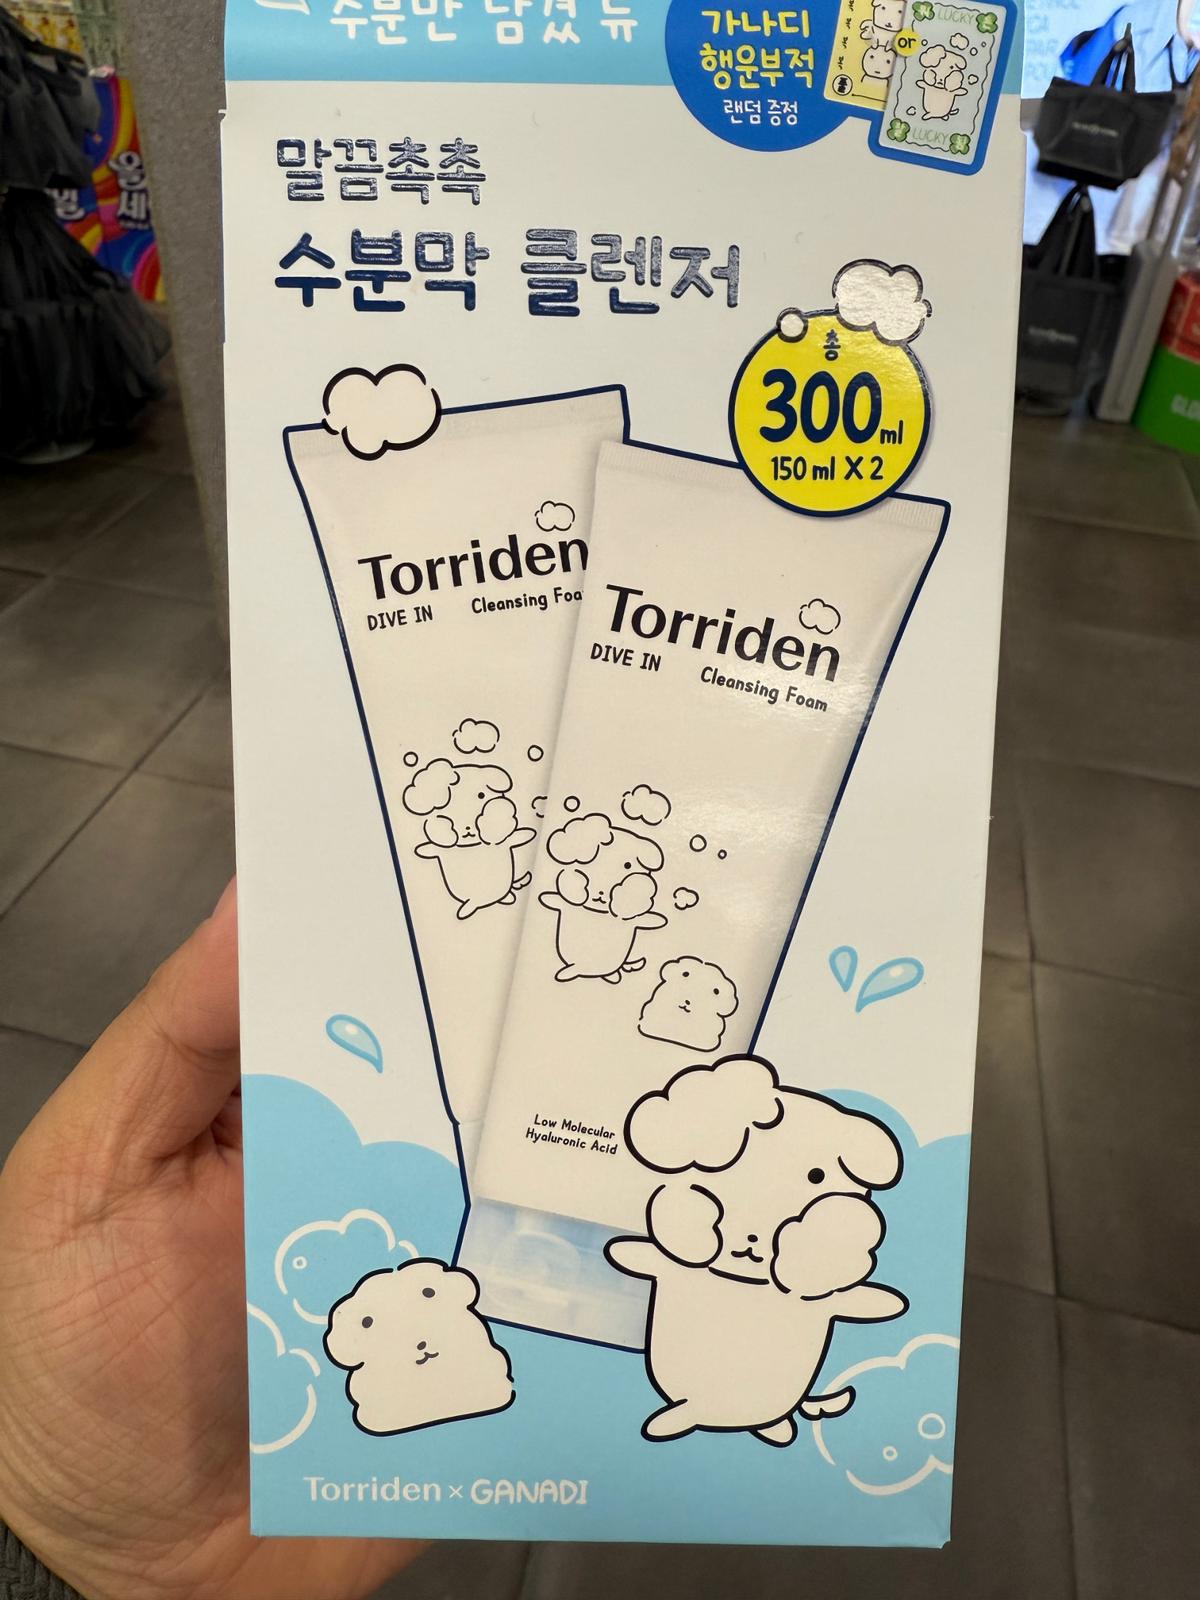 수분만 남겼 듀
가나디
행운부적
랜덤 증정
or
LUCKY
LUCKY
말끔촉촉
수분막 클렌저
총
300ml
150 ml X 2
Torriden
DIVE IN Cleansing Foa
Torriden
DIVE IN Cleansing Foam
Low Molecular
Hyaluronic Acid
Torriden × GANADI